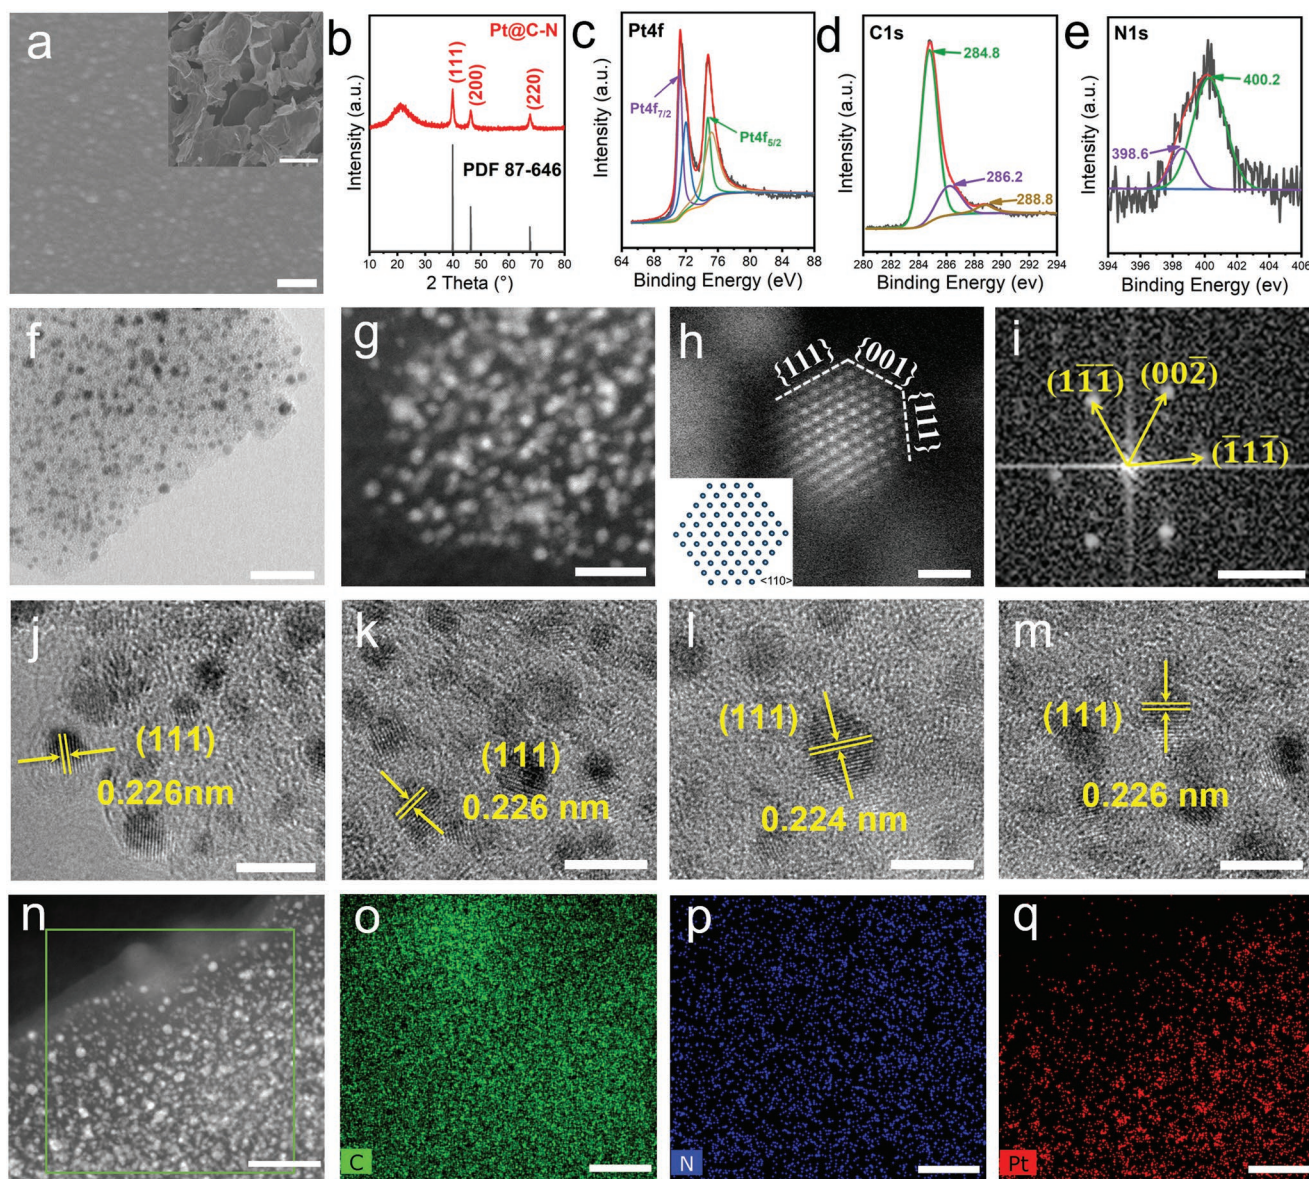 a
b
Pt@C-N
(111)
(200)
(220)
PDF 87-646
Intensity (a.u.)
10 20 30 40 50 60 70 80
2 Theta (°)
c
Pt4f
Pt4f7/2
Pt4f5/2
Intensity (a.u.)
64 68 72 76 80 84 88
Binding Energy (eV)
d
C1s
284.8
286.2
288.8
Intensity (a.u.)
280 282 284 286 288 290 292 294
Binding Energy (ev)
e
N1s
400.2
398.6
Intensity (a.u.)
394 396 398 400 402 404 406
Binding Energy (ev)
f
g
h
{111}
{001}
{111}
<110>
i
(11̅1̅)
(002̅)
(1̅11̅)
j
(111)
0.226nm
k
(111)
0.226 nm
l
(111)
0.224 nm
m
(111)
0.226 nm
n
o
C
p
N
q
Pt